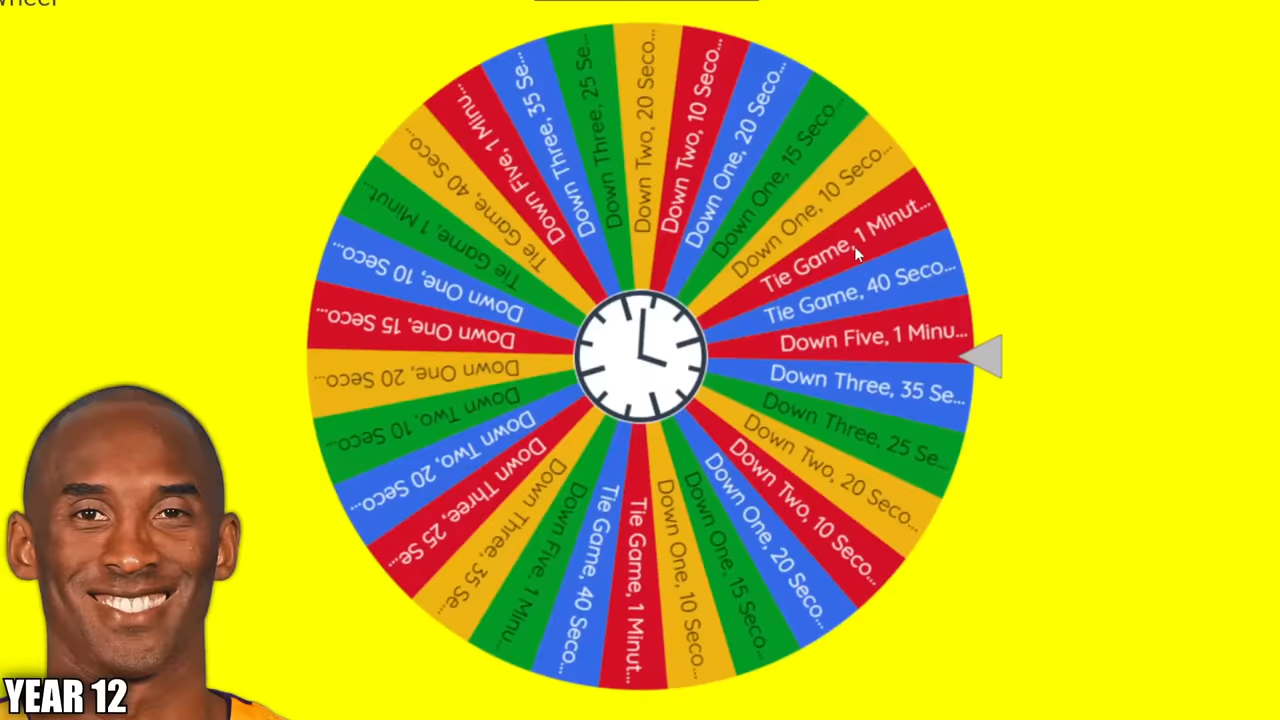 Down Two, 20 Seco...
Down Two, 10 Seco...
Down One, 20 Seco...
Down One, 15 Seco...
Down One, 10 Seco...
Tie Game, 1 Minut...
Tie Game, 40 Seco...
Down Five, 1 Minu...
Down Three, 35 Se...
Down Three, 25 Se...
Down Two, 20 Seco...
Down Two, 10 Seco...
Down One, 20 Seco...
Down One, 15 Seco...
Down One, 10 Seco...
Tie Game, 1 Minut...
Tie Game, 40 Seco...
Down Five, 1 Minu...
Down Three, 35 Se...
Down Three, 25 Se...
Down Two, 20 Seco...
Down Two, 10 Seco...
Down One, 20 Seco...
Down One, 15 Seco...
Down One, 10 Seco...
Tie Game, 1 Minut...
Tie Game, 40 Seco...
Down Five, 1 Minu...
Down Three, 35 Se...
Down Three, 25 Se...
YEAR 12